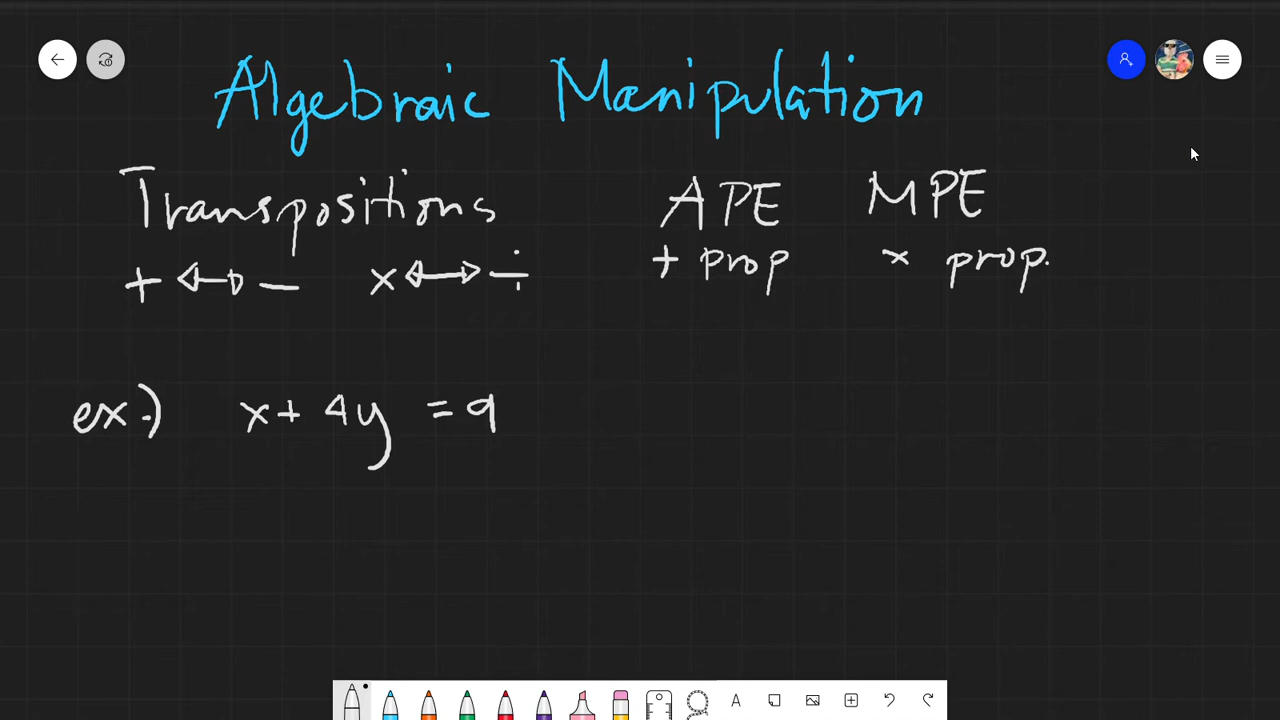 Algebraic Manipulation
Transpositions APE MPE
+ ↔ − × ↔ ÷ + prop × prop.
ex.) x + 4y = 9